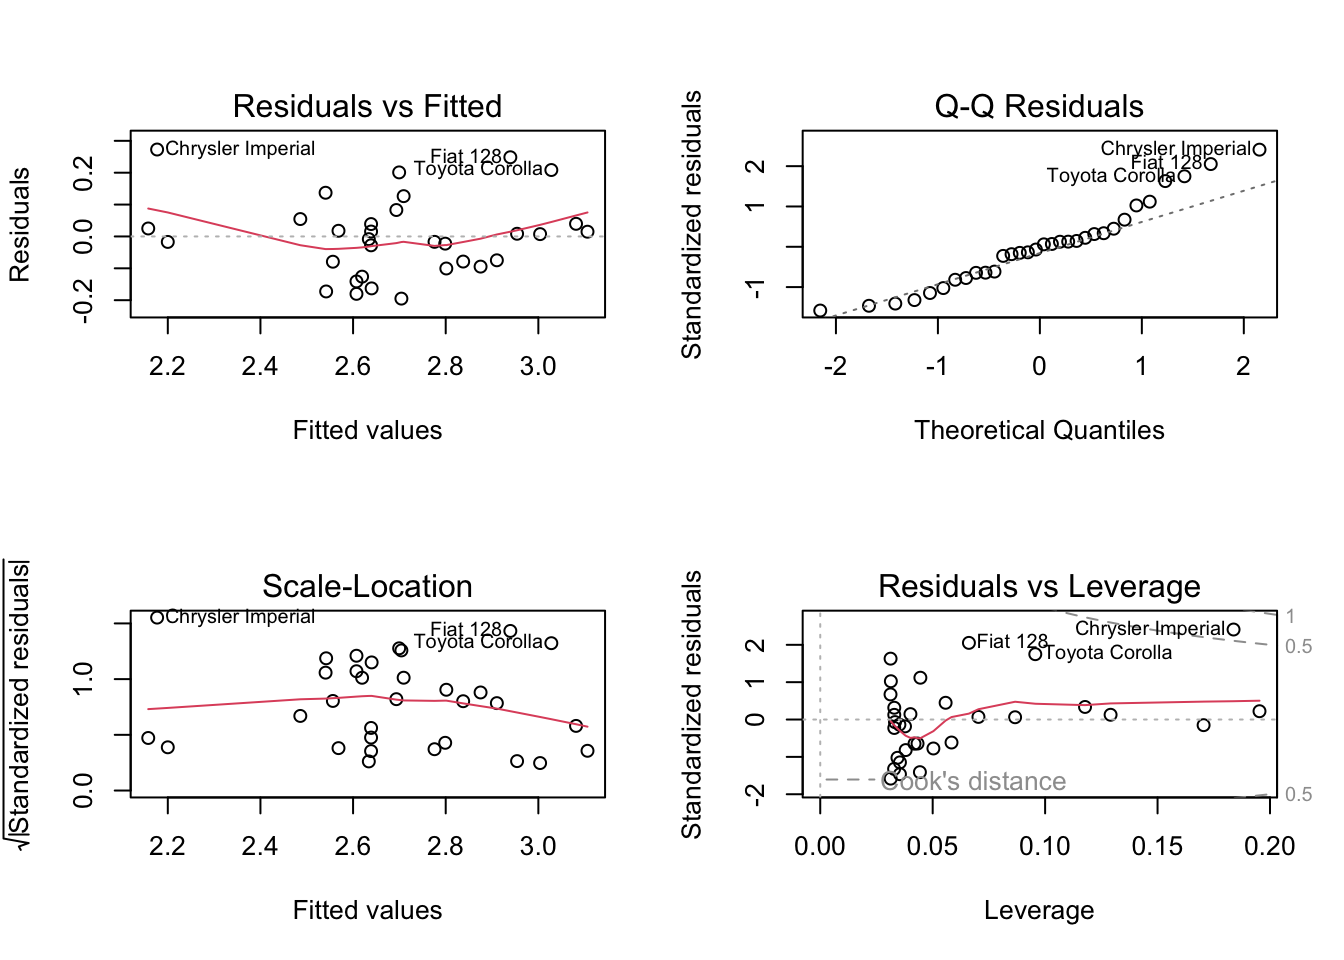 Residuals vs Fitted
Residuals
-0.2 0.0 0.2
Chrysler Imperial
Fiat 128
Toyota Corolla
2.2 2.4 2.6 2.8 3.0
Fitted values
Q-Q Residuals
Standardized residuals
-1 1 2
Chrysler Imperial
Fiat 128
Toyota Corolla
-2 -1 0 1 2
Theoretical Quantiles
Scale-Location
√|Standardized residuals|
0.0 1.0
Chrysler Imperial
Fiat 128
Toyota Corolla
2.2 2.4 2.6 2.8 3.0
Fitted values
Residuals vs Leverage
Standardized residuals
-2 0 1 2
Chrysler Imperial
Fiat 128
Toyota Corolla
1
0.5
Cook's distance
0.5
0.00 0.05 0.10 0.15 0.20
Leverage